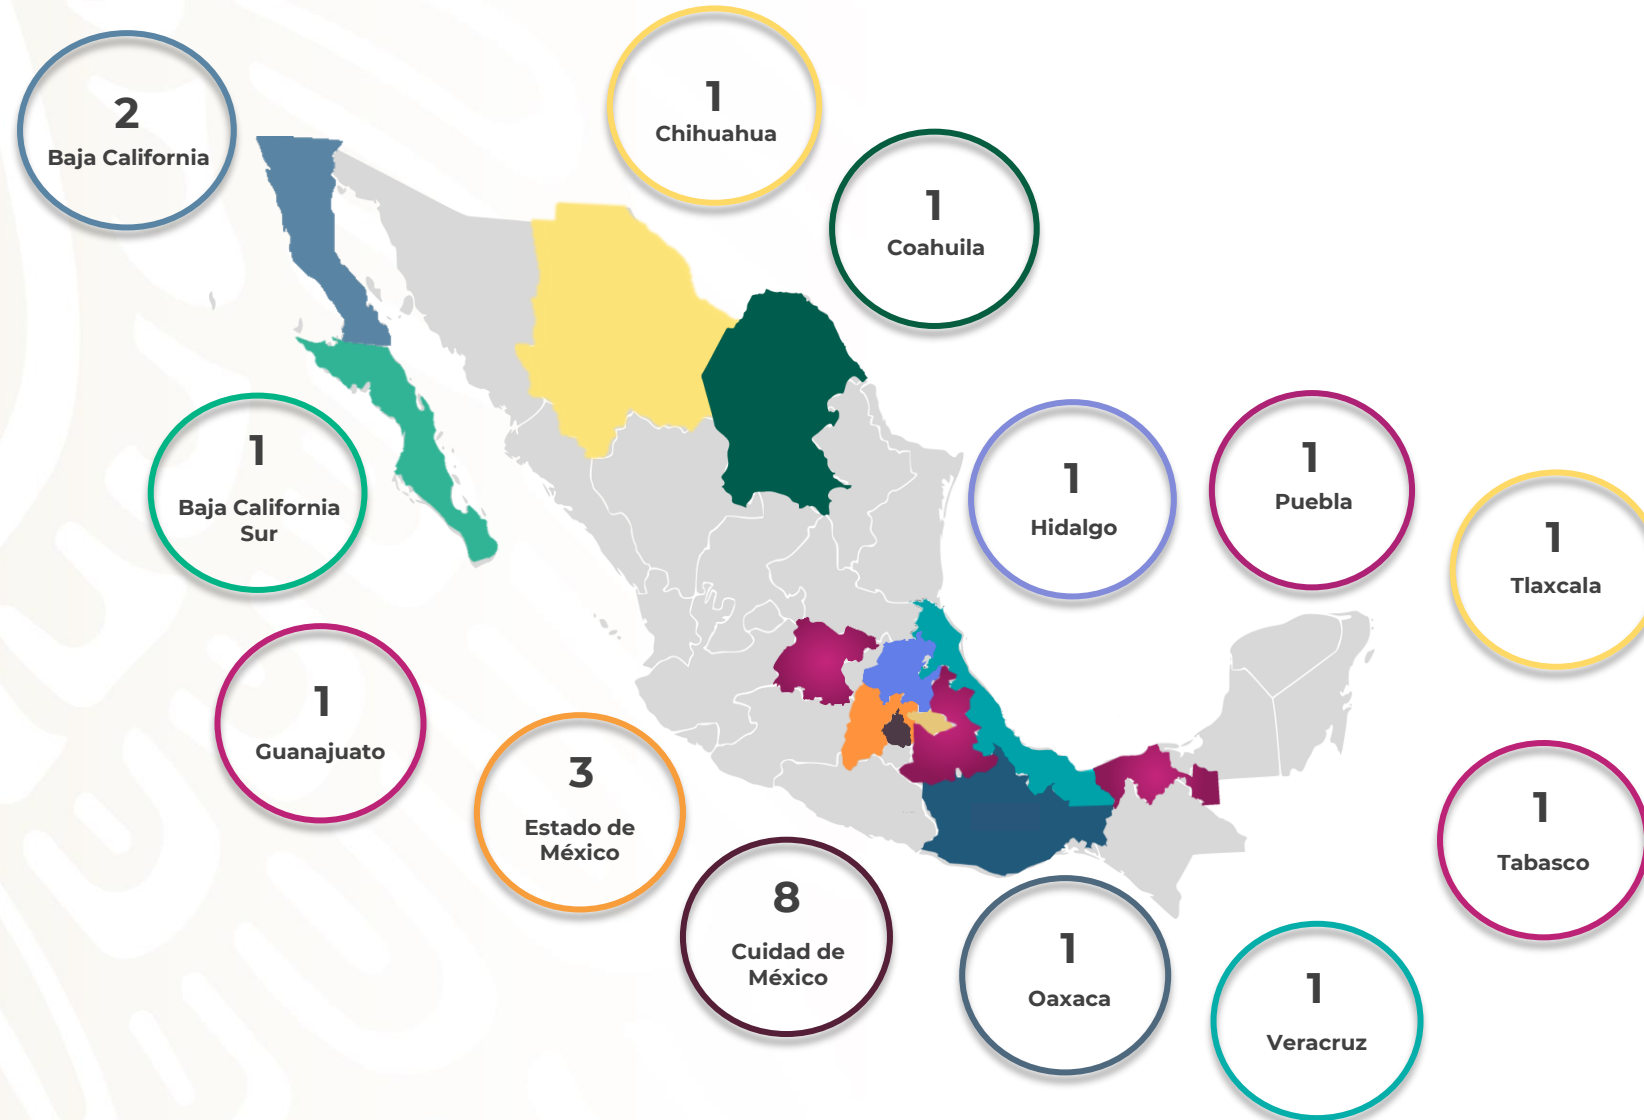 2
Baja California
1
Chihuahua
1
Coahuila
1
Baja California
Sur
1
Hidalgo
1
Puebla
1
Tlaxcala
1
Guanajuato
3
Estado de
México
8
Cuidad de
México
1
Oaxaca
1
Veracruz
1
Tabasco